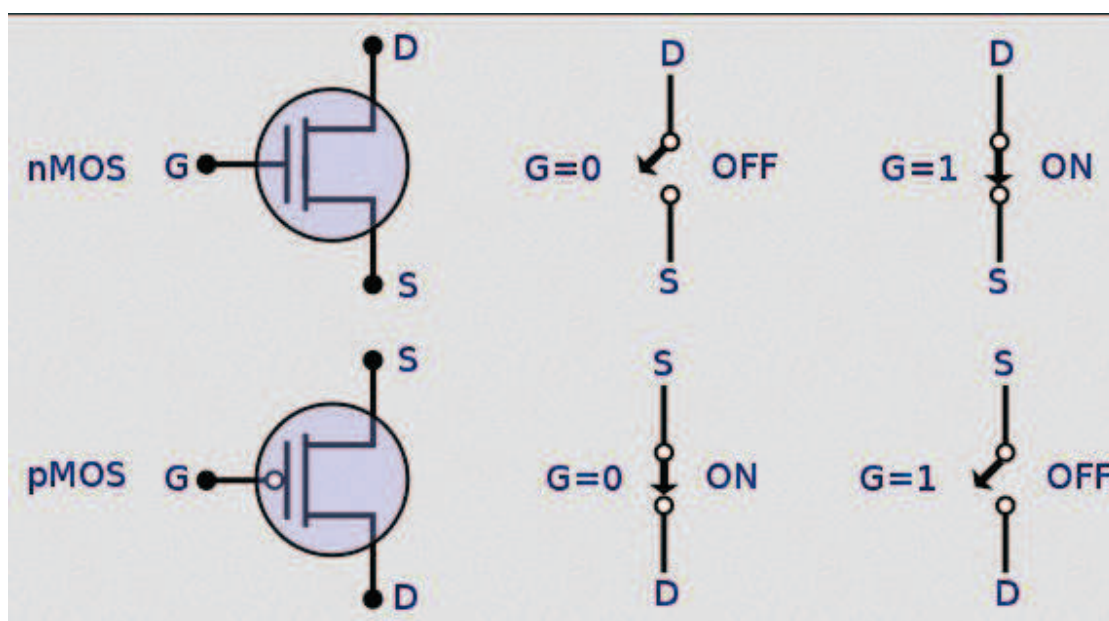 D D D
nMOS G G=0 OFF G=1 ON
S S S
S S S
pMOS G G=0 ON G=1 OFF
D D D